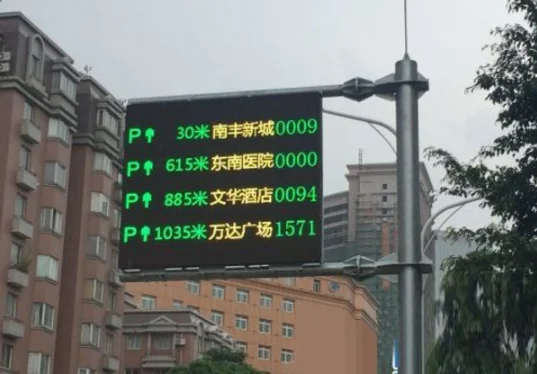 P 30米 南丰新城 0009
P 615米 东南医院 0000
P 885米 文华酒店 0094
P 1035米 万达广场 1571